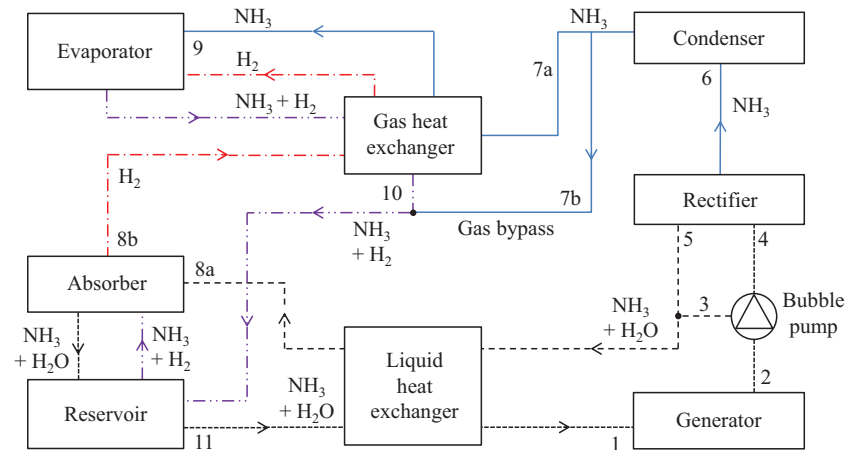 NH₃
NH₃
Evaporator
9
H₂
7a
Condenser
6
NH₃ + H₂
Gas heat
exchanger
NH₃
H₂
10
7b
Rectifier
NH₃
+ H₂
Gas bypass
8b
5
4
Absorber
8a
NH₃
+ H₂O
3
Bubble
pump
NH₃
+ H₂O
NH₃
+ H₂
Liquid
heat
exchanger
2
Reservoir
NH₃
+ H₂O
Generator
11
1